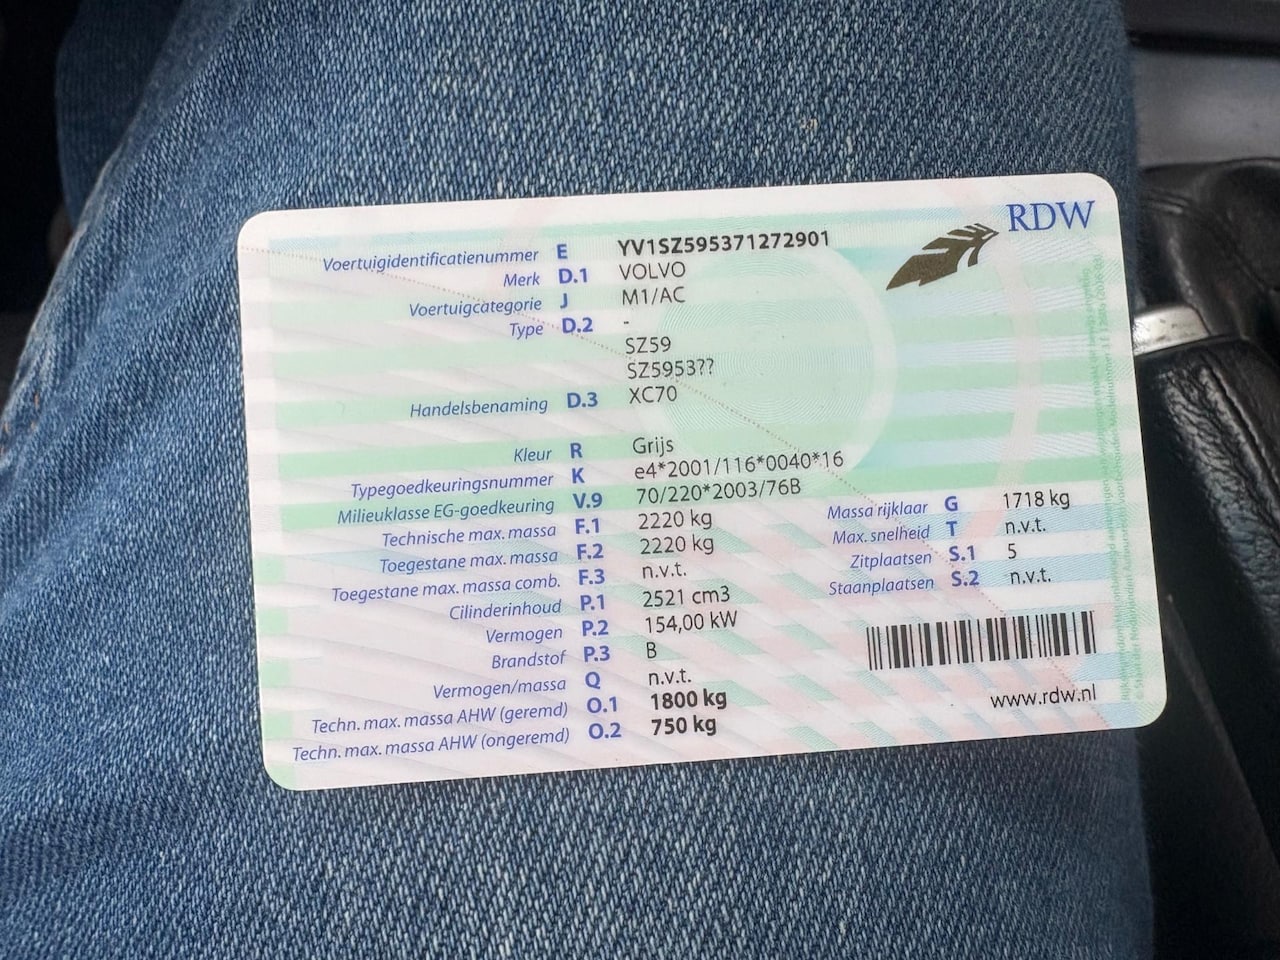 RDW
Voertuigidentificatienummer E YV1SZ595371272901
Merk D.1 VOLVO
Voertuigcategorie J M1/AC
Type D.2 -
SZ59
SZ5953??
Handelsbenaming D.3 XC70
Kleur R Grijs
Typegoedkeuringsnummer K e4*2001/116*0040*16
Milieuklasse EG-goedkeuring V.9 70/220*2003/76B
Technische max. massa F.1 2220 kg
Toegestane max. massa F.2 2220 kg
Toegestane max. massa comb. F.3 n.v.t.
Cilinderinhoud P.1 2521 cm3
Vermogen P.2 154,00 kW
Brandstof P.3 B
Vermogen/massa Q n.v.t.
Techn. max. massa AHW (geremd) O.1 1800 kg
Techn. max. massa AHW (ongeremd) O.2 750 kg
Massa rijklaar G 1718 kg
Max. snelheid T n.v.t.
Zitplaatsen S.1 5
Staanplaatsen S.2 n.v.t.
www.rdw.nl